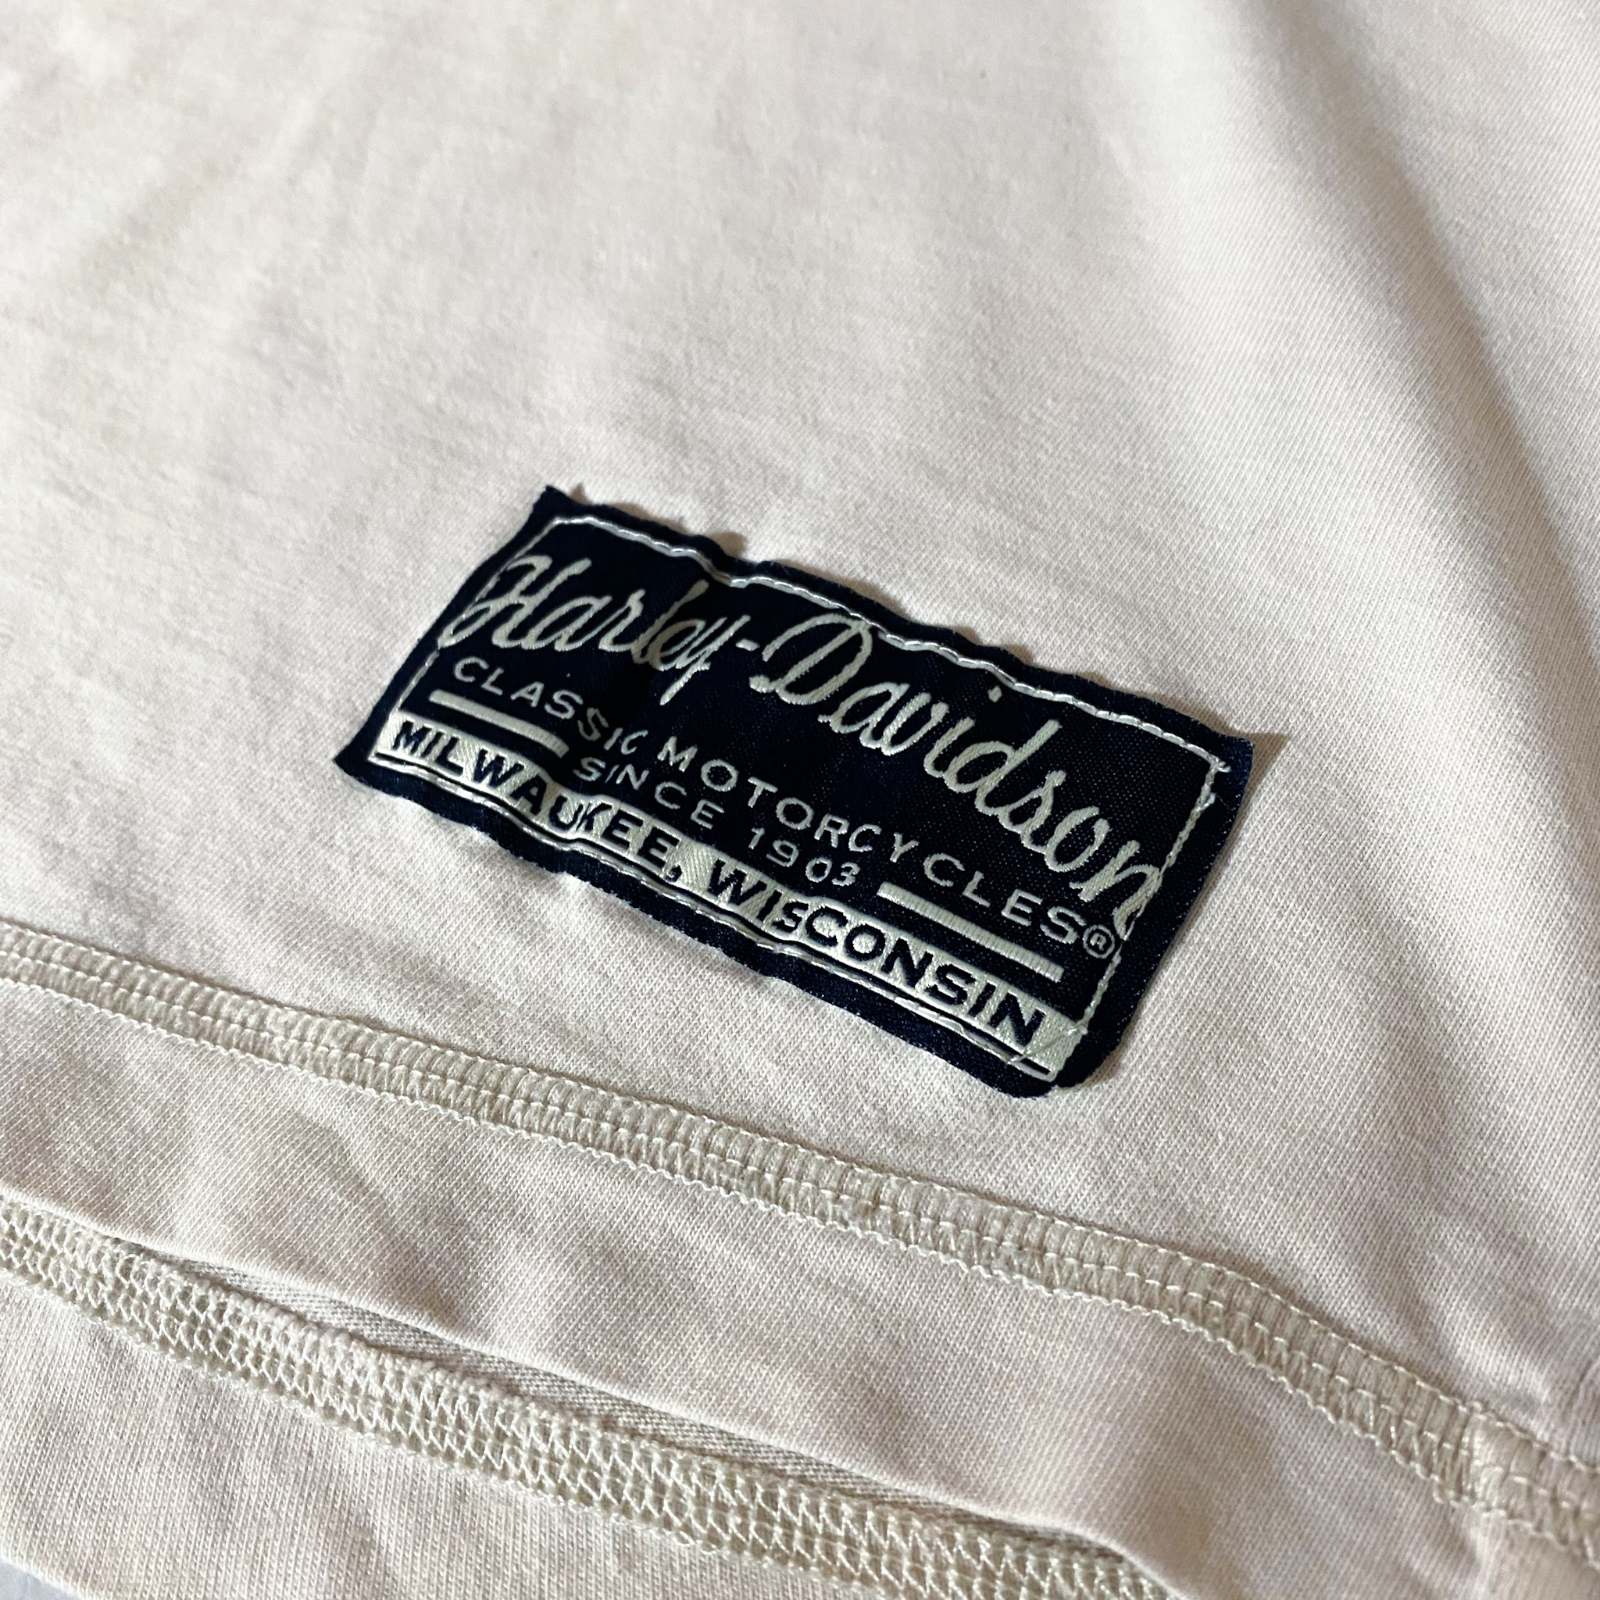 Harley-Davidson
CLASSIC MOTORCYCLES®
SINCE 1903
MILWAUKEE, WISCONSIN